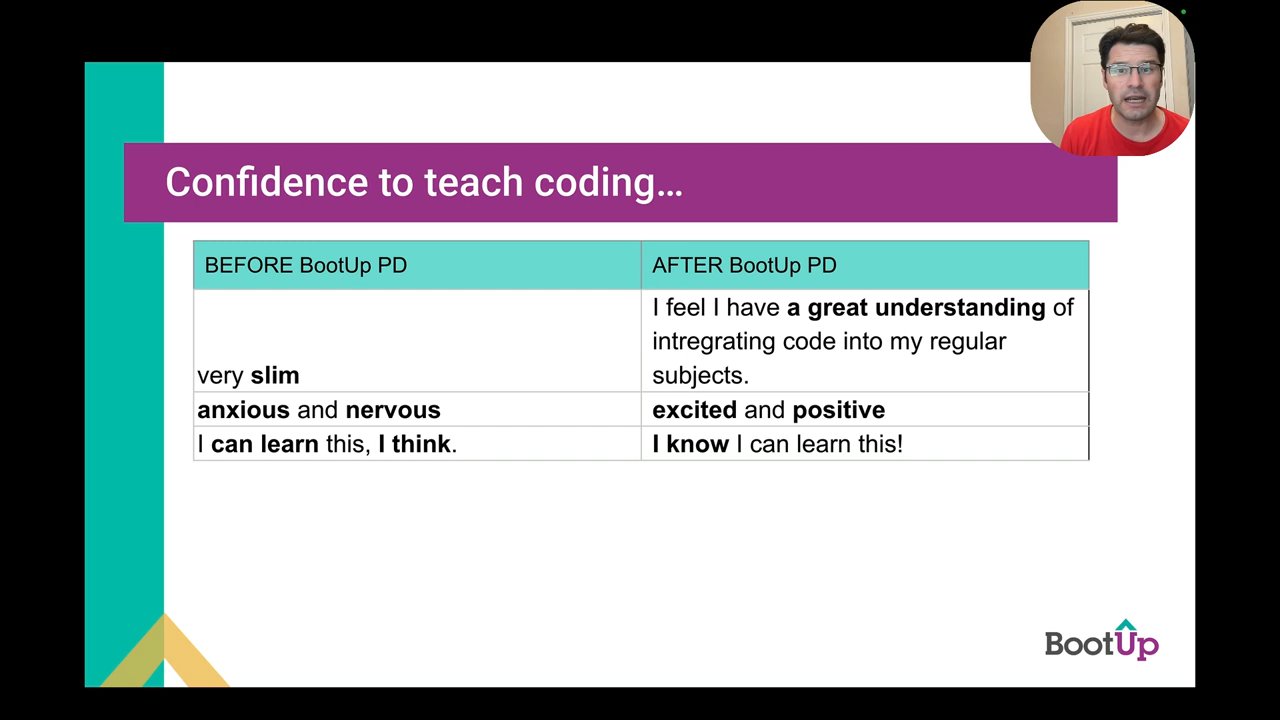 Confidence to teach coding…
BEFORE BootUp PD
AFTER BootUp PD
very slim
I feel I have a great understanding of
intregrating code into my regular
subjects.
anxious and nervous
excited and positive
I can learn this, I think.
I know I can learn this!
BootUp